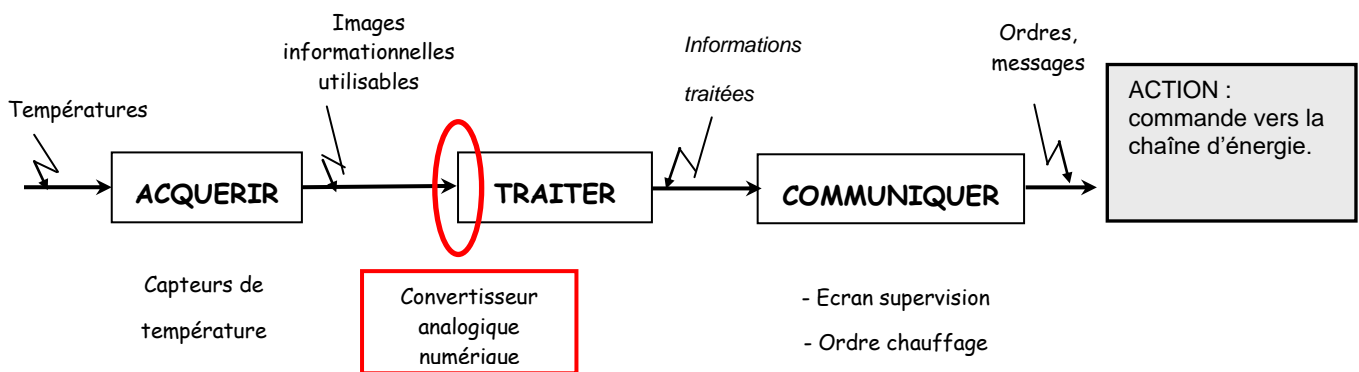 Températures
Images
informationnelles
utilisables
Informations
traitées
Ordres,
messages
ACQUERIR
TRAITER
COMMUNIQUER
ACTION :
commande vers la
chaîne d’énergie.
Capteurs de
température
Convertisseur
analogique
numérique
- Ecran supervision
- Ordre chauffage